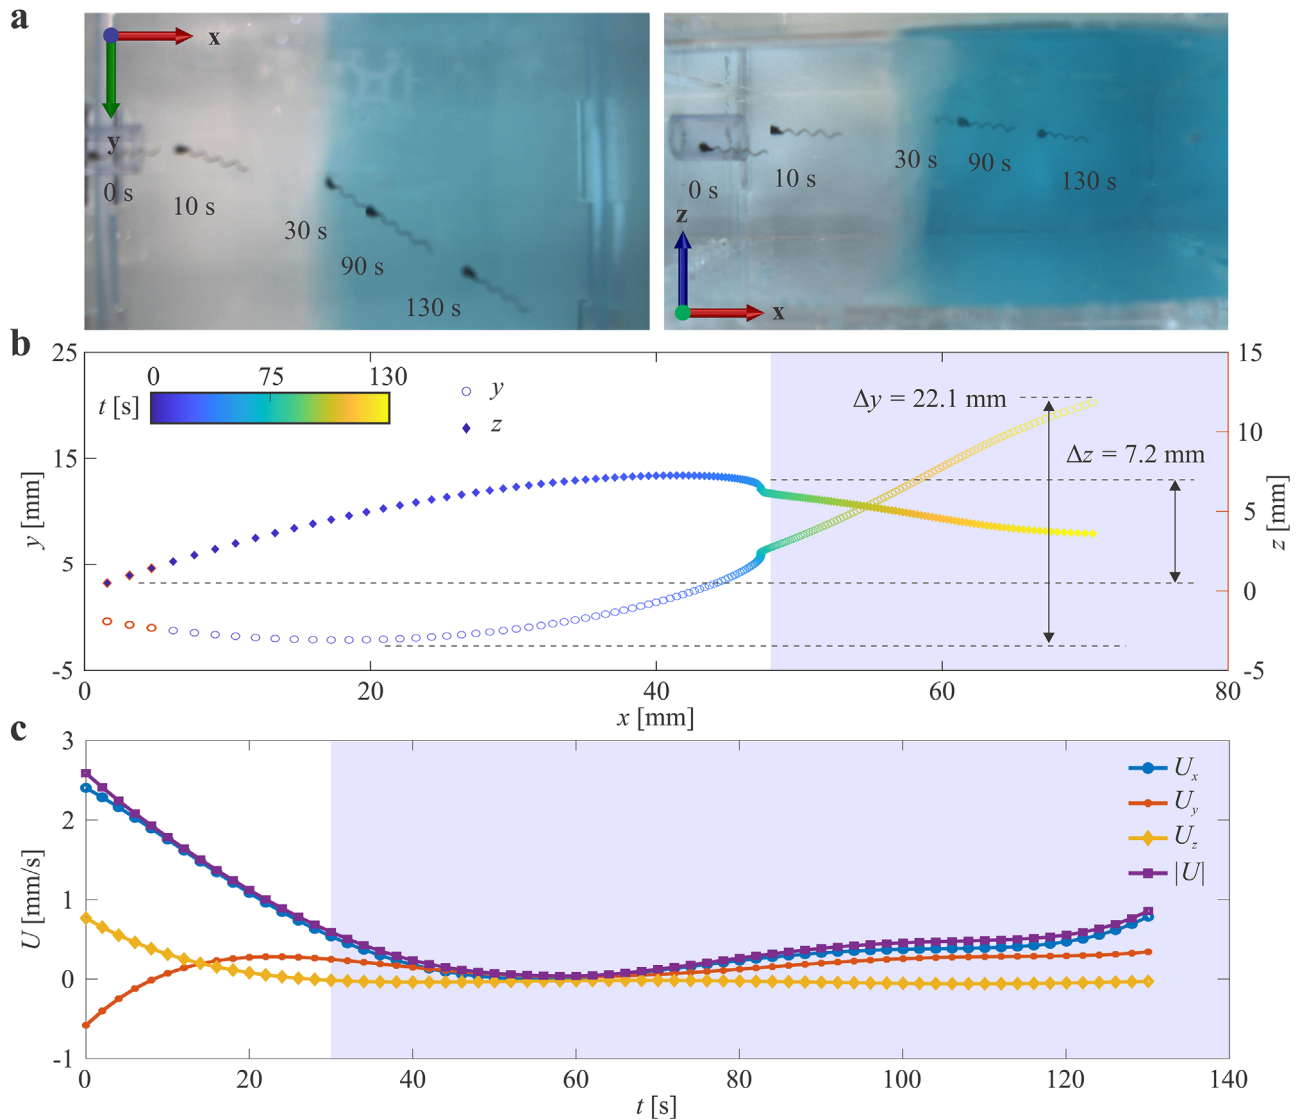 a
x
y
0 s
10 s
30 s
90 s
130 s
0 s
10 s
30 s
90 s
130 s
z
x
b
25
15
5
-5
y [mm]
0 75 130
t [s]
y
z
Δy = 22.1 mm
Δz = 7.2 mm
15
10
5
0
-5
z [mm]
0 20 40 60 80
x [mm]
c
3
2
1
0
-1
U [mm/s]
Uₓ
U_y
U_z
|U|
0 20 40 60 80 100 120 140
t [s]